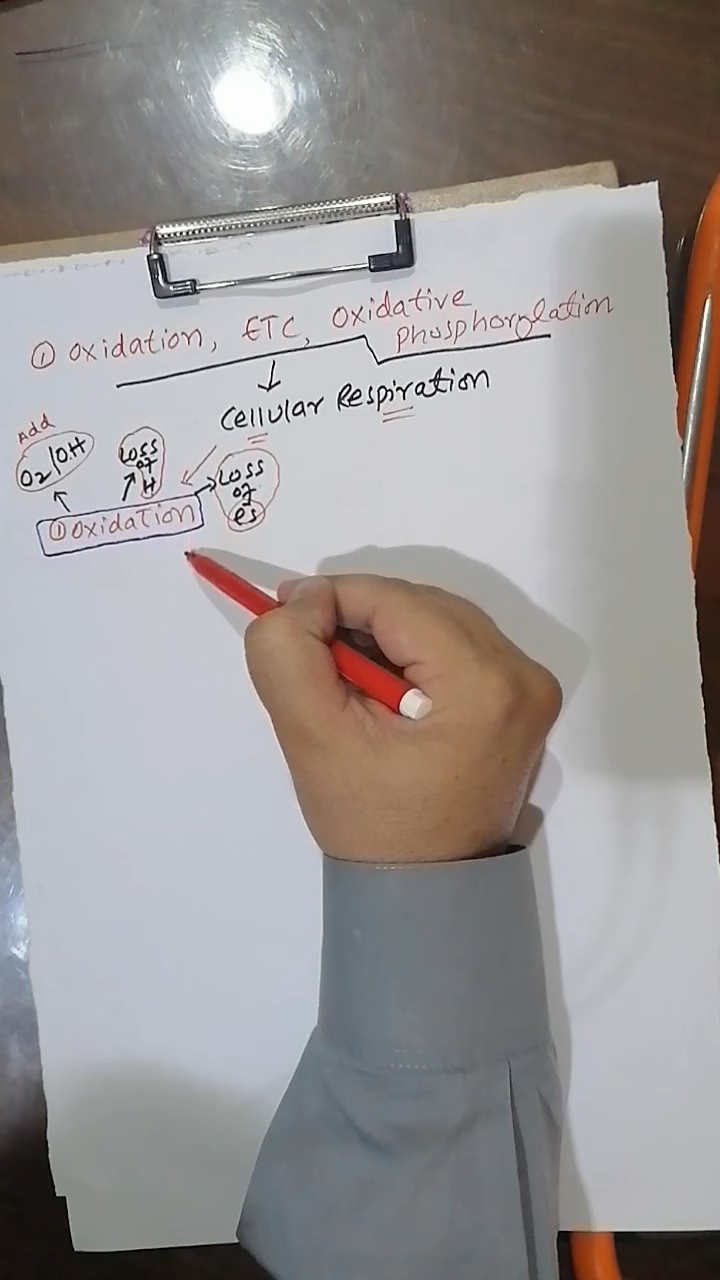 ① Oxidation, ETC, Oxidative
phosphorylation
Cellular Respiration
Add
O2/OH
Loss
of
H
Loss
of
es
① Oxidation